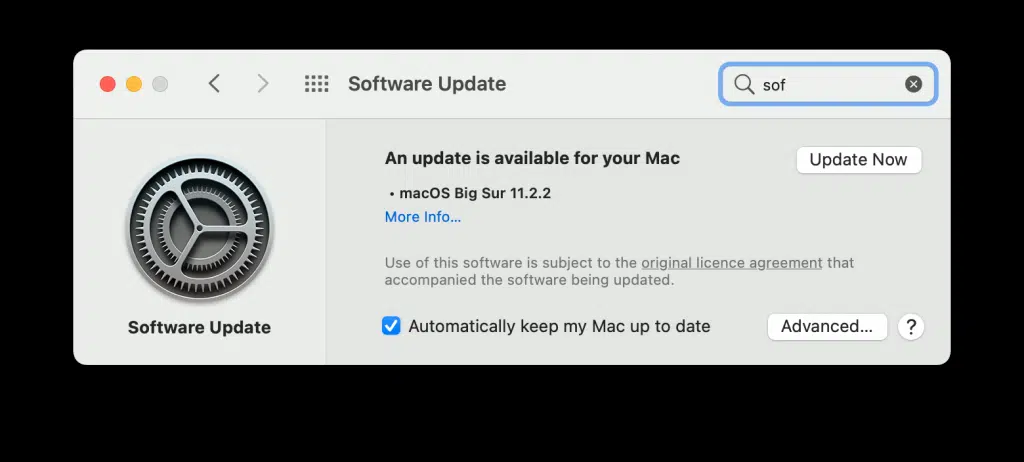 Software Update
sof
An update is available for your Mac
Update Now
• macOS Big Sur 11.2.2
More Info...
Use of this software is subject to the original licence agreement that
accompanied the software being updated.
Software Update
Automatically keep my Mac up to date
Advanced...
?